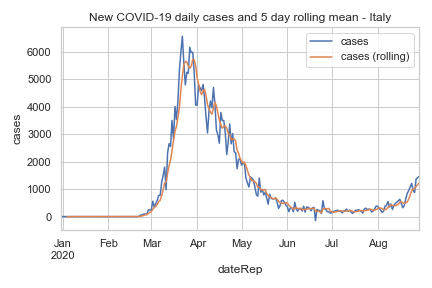 New COVID-19 daily cases and 5 day rolling mean - Italy
cases
cases (rolling)
6000
5000
4000
3000
2000
1000
0
cases
Jan Feb Mar Apr May Jun Jul Aug
2020
dateRep